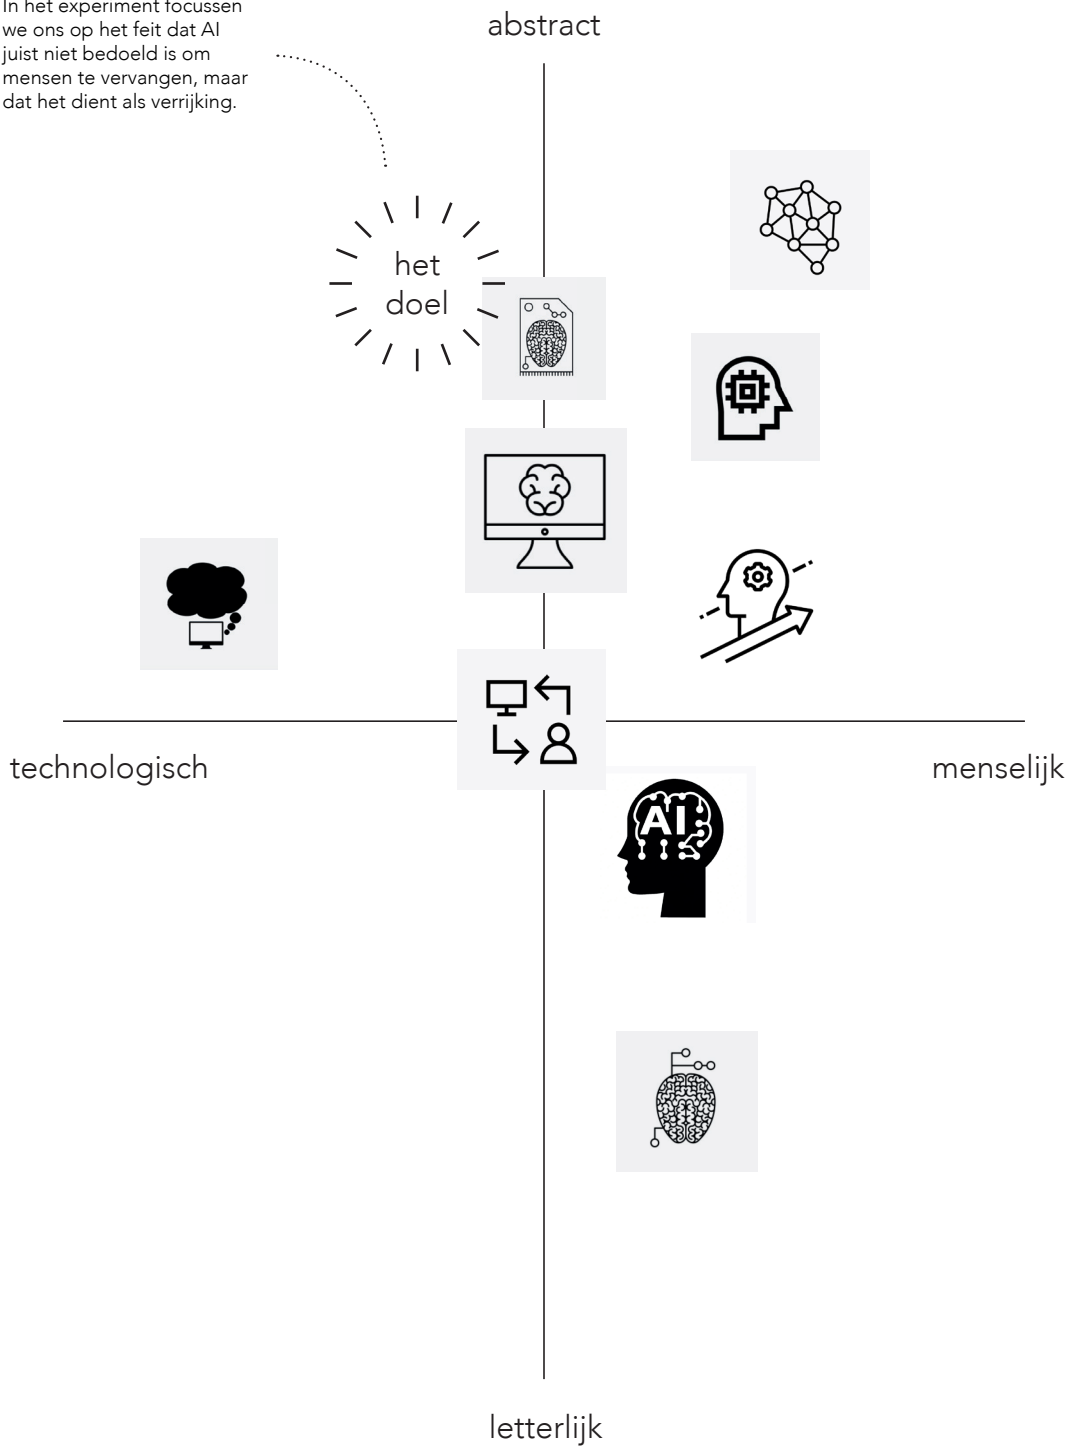 In het experiment focussen
we ons op het feit dat AI
juist niet bedoeld is om
mensen te vervangen, maar
dat het dient als verrijking.
abstract
het
doel
technologisch
menselijk
AI
letterlijk